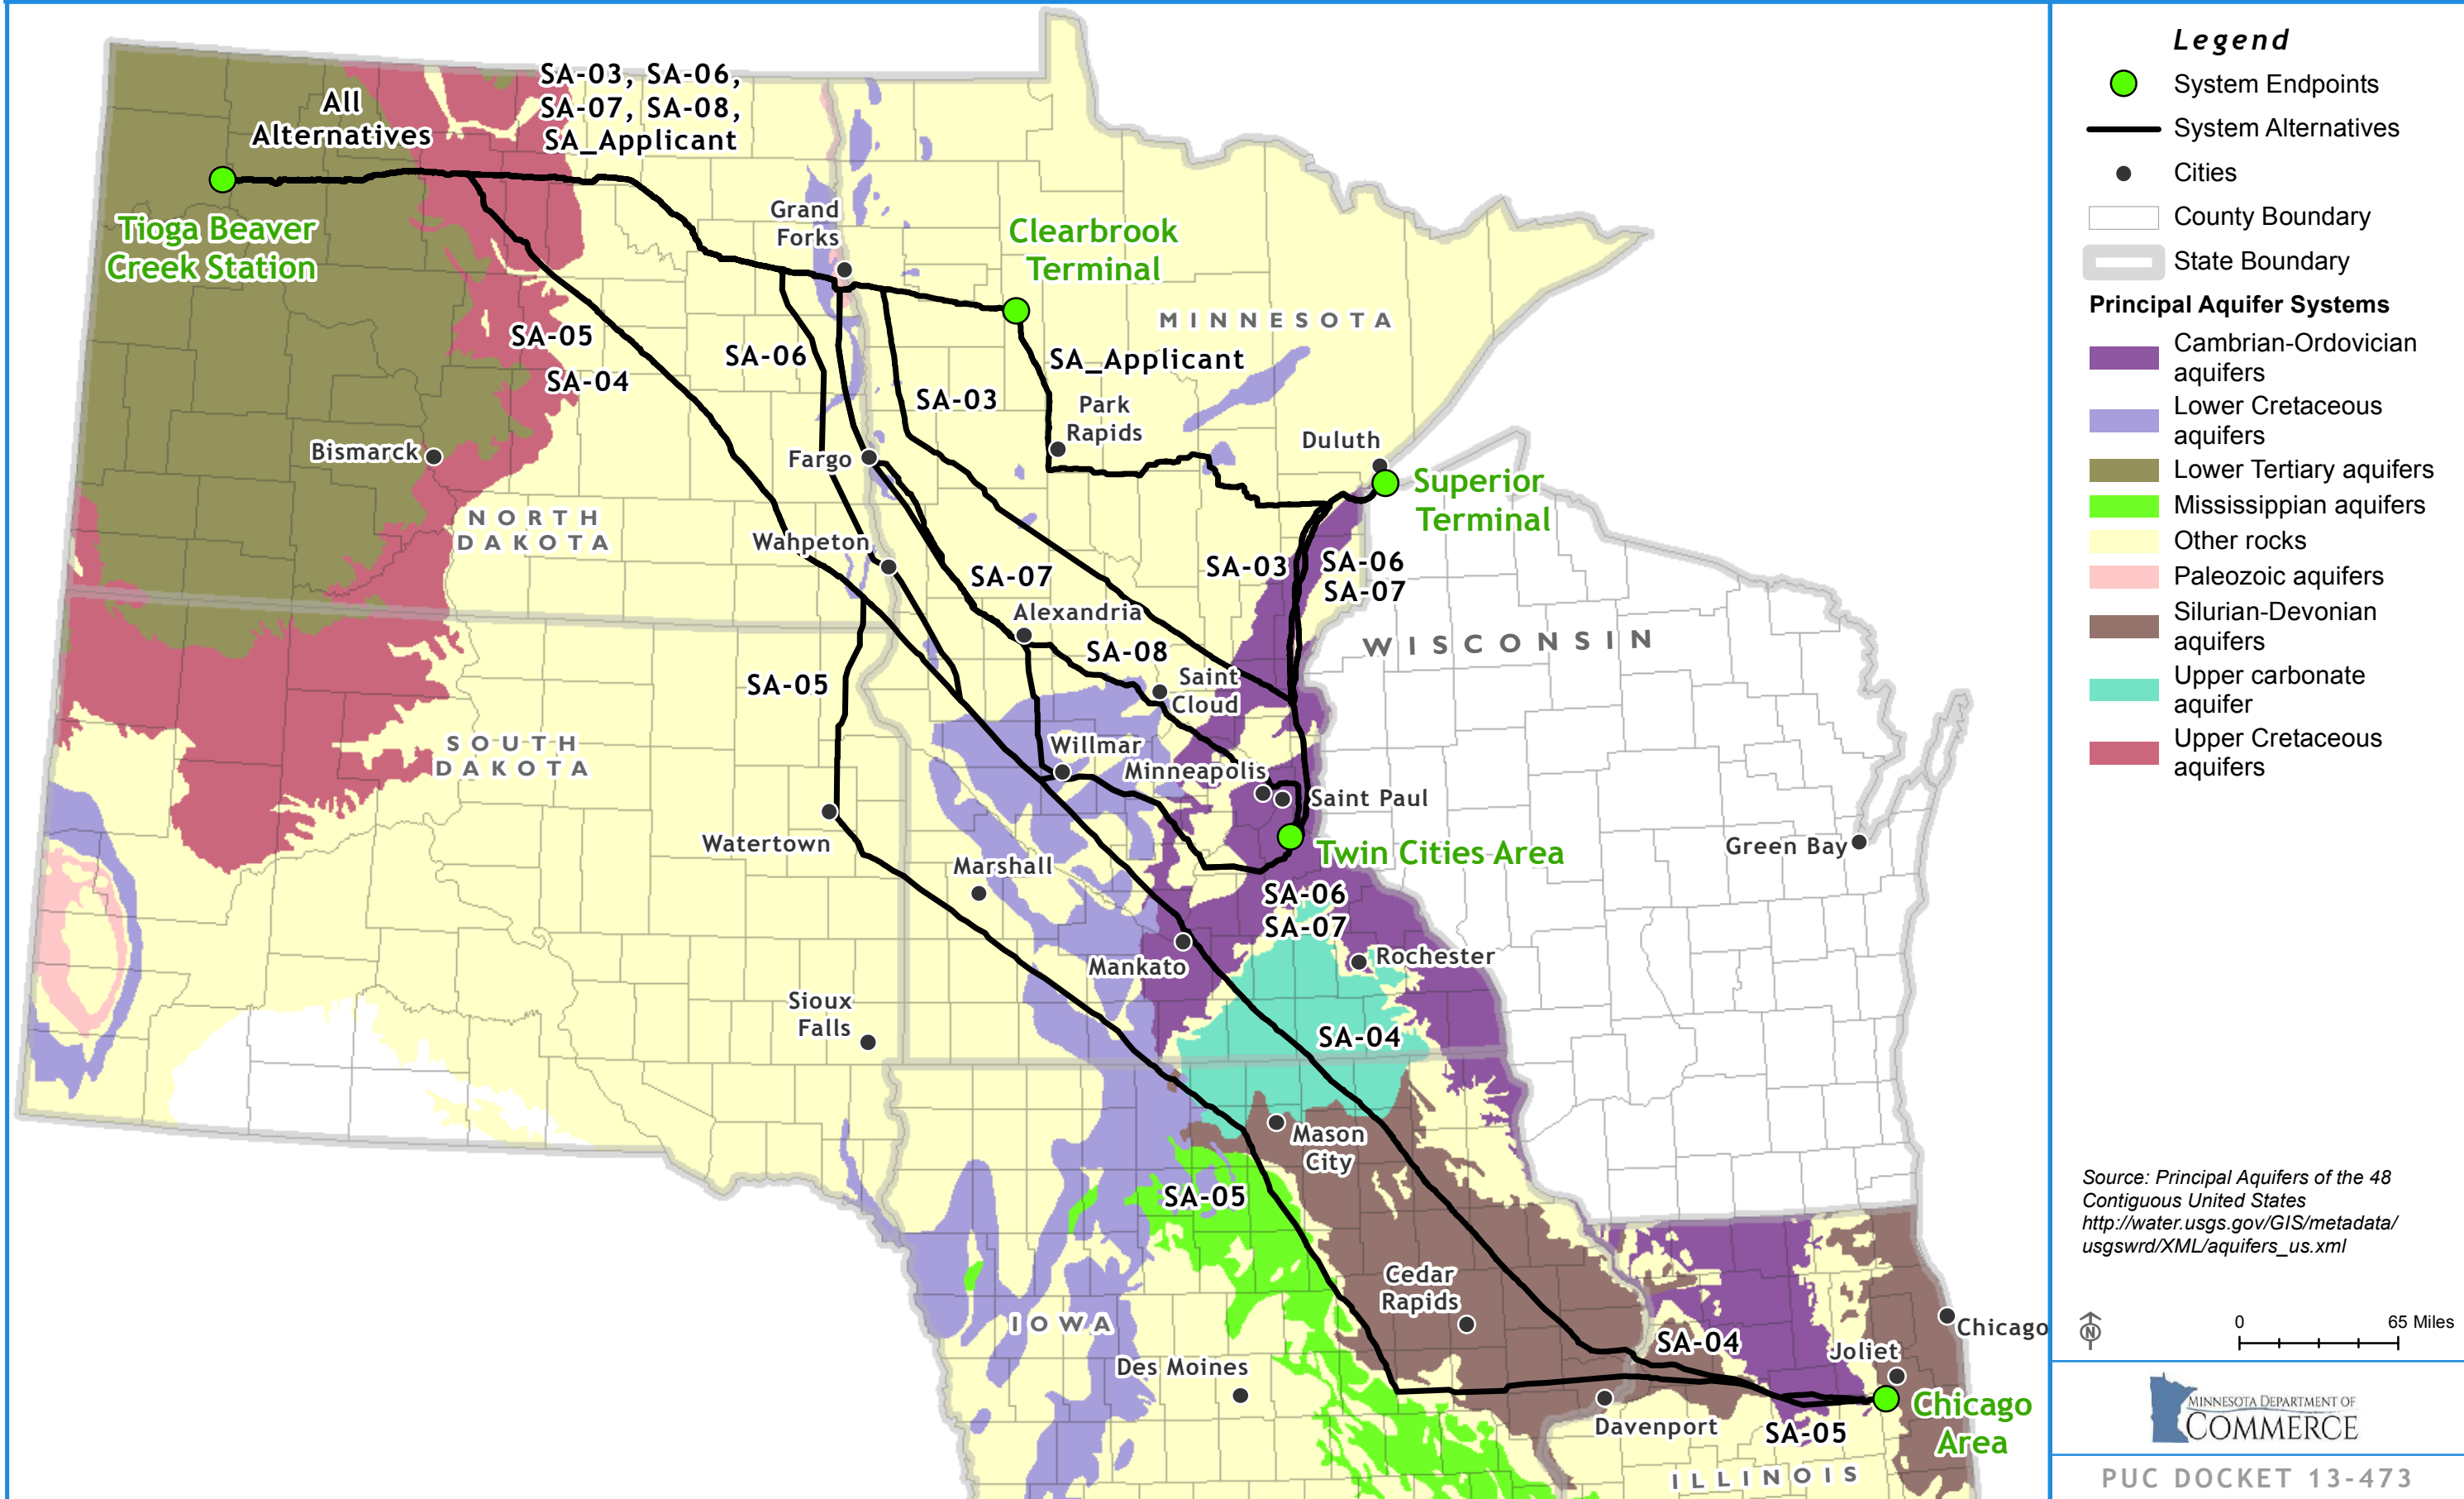 All
Alternatives
SA-03, SA-06,
SA-07, SA-08,
SA_Applicant
Tioga Beaver
Creek Station
Grand
Forks
Clearbrook
Terminal
MINNESOTA
SA-05
SA-04
SA-06
SA-03
SA_Applicant
Park
Rapids
Duluth
Bismarck
Fargo
Superior
Terminal
NORTH
DAKOTA
Wahpeton
SA-07
SA-03
SA-06
SA-07
Alexandria
WISCONSIN
SA-08
SA-05
Saint
Cloud
SOUTH
DAKOTA
Willmar
Minneapolis
Saint Paul
Watertown
Marshall
Twin Cities Area
Green Bay
SA-06
SA-07
Mankato
Rochester
Sioux
Falls
SA-04
Mason
City
SA-05
Cedar
Rapids
IOWA
Des Moines
SA-04
Joliet
Chicago
Davenport
SA-05
Chicago
Area
ILLINOIS
Legend
System Endpoints
System Alternatives
Cities
County Boundary
State Boundary
Principal Aquifer Systems
Cambrian-Ordovician
aquifers
Lower Cretaceous
aquifers
Lower Tertiary aquifers
Mississippian aquifers
Other rocks
Paleozoic aquifers
Silurian-Devonian
aquifers
Upper carbonate
aquifer
Upper Cretaceous
aquifers
Source: Principal Aquifers of the 48
Contiguous United States
http://water.usgs.gov/GIS/metadata/
usgswrd/XML/aquifers_us.xml
N
0 65 Miles
MINNESOTA DEPARTMENT OF
COMMERCE
PUC DOCKET 13-473